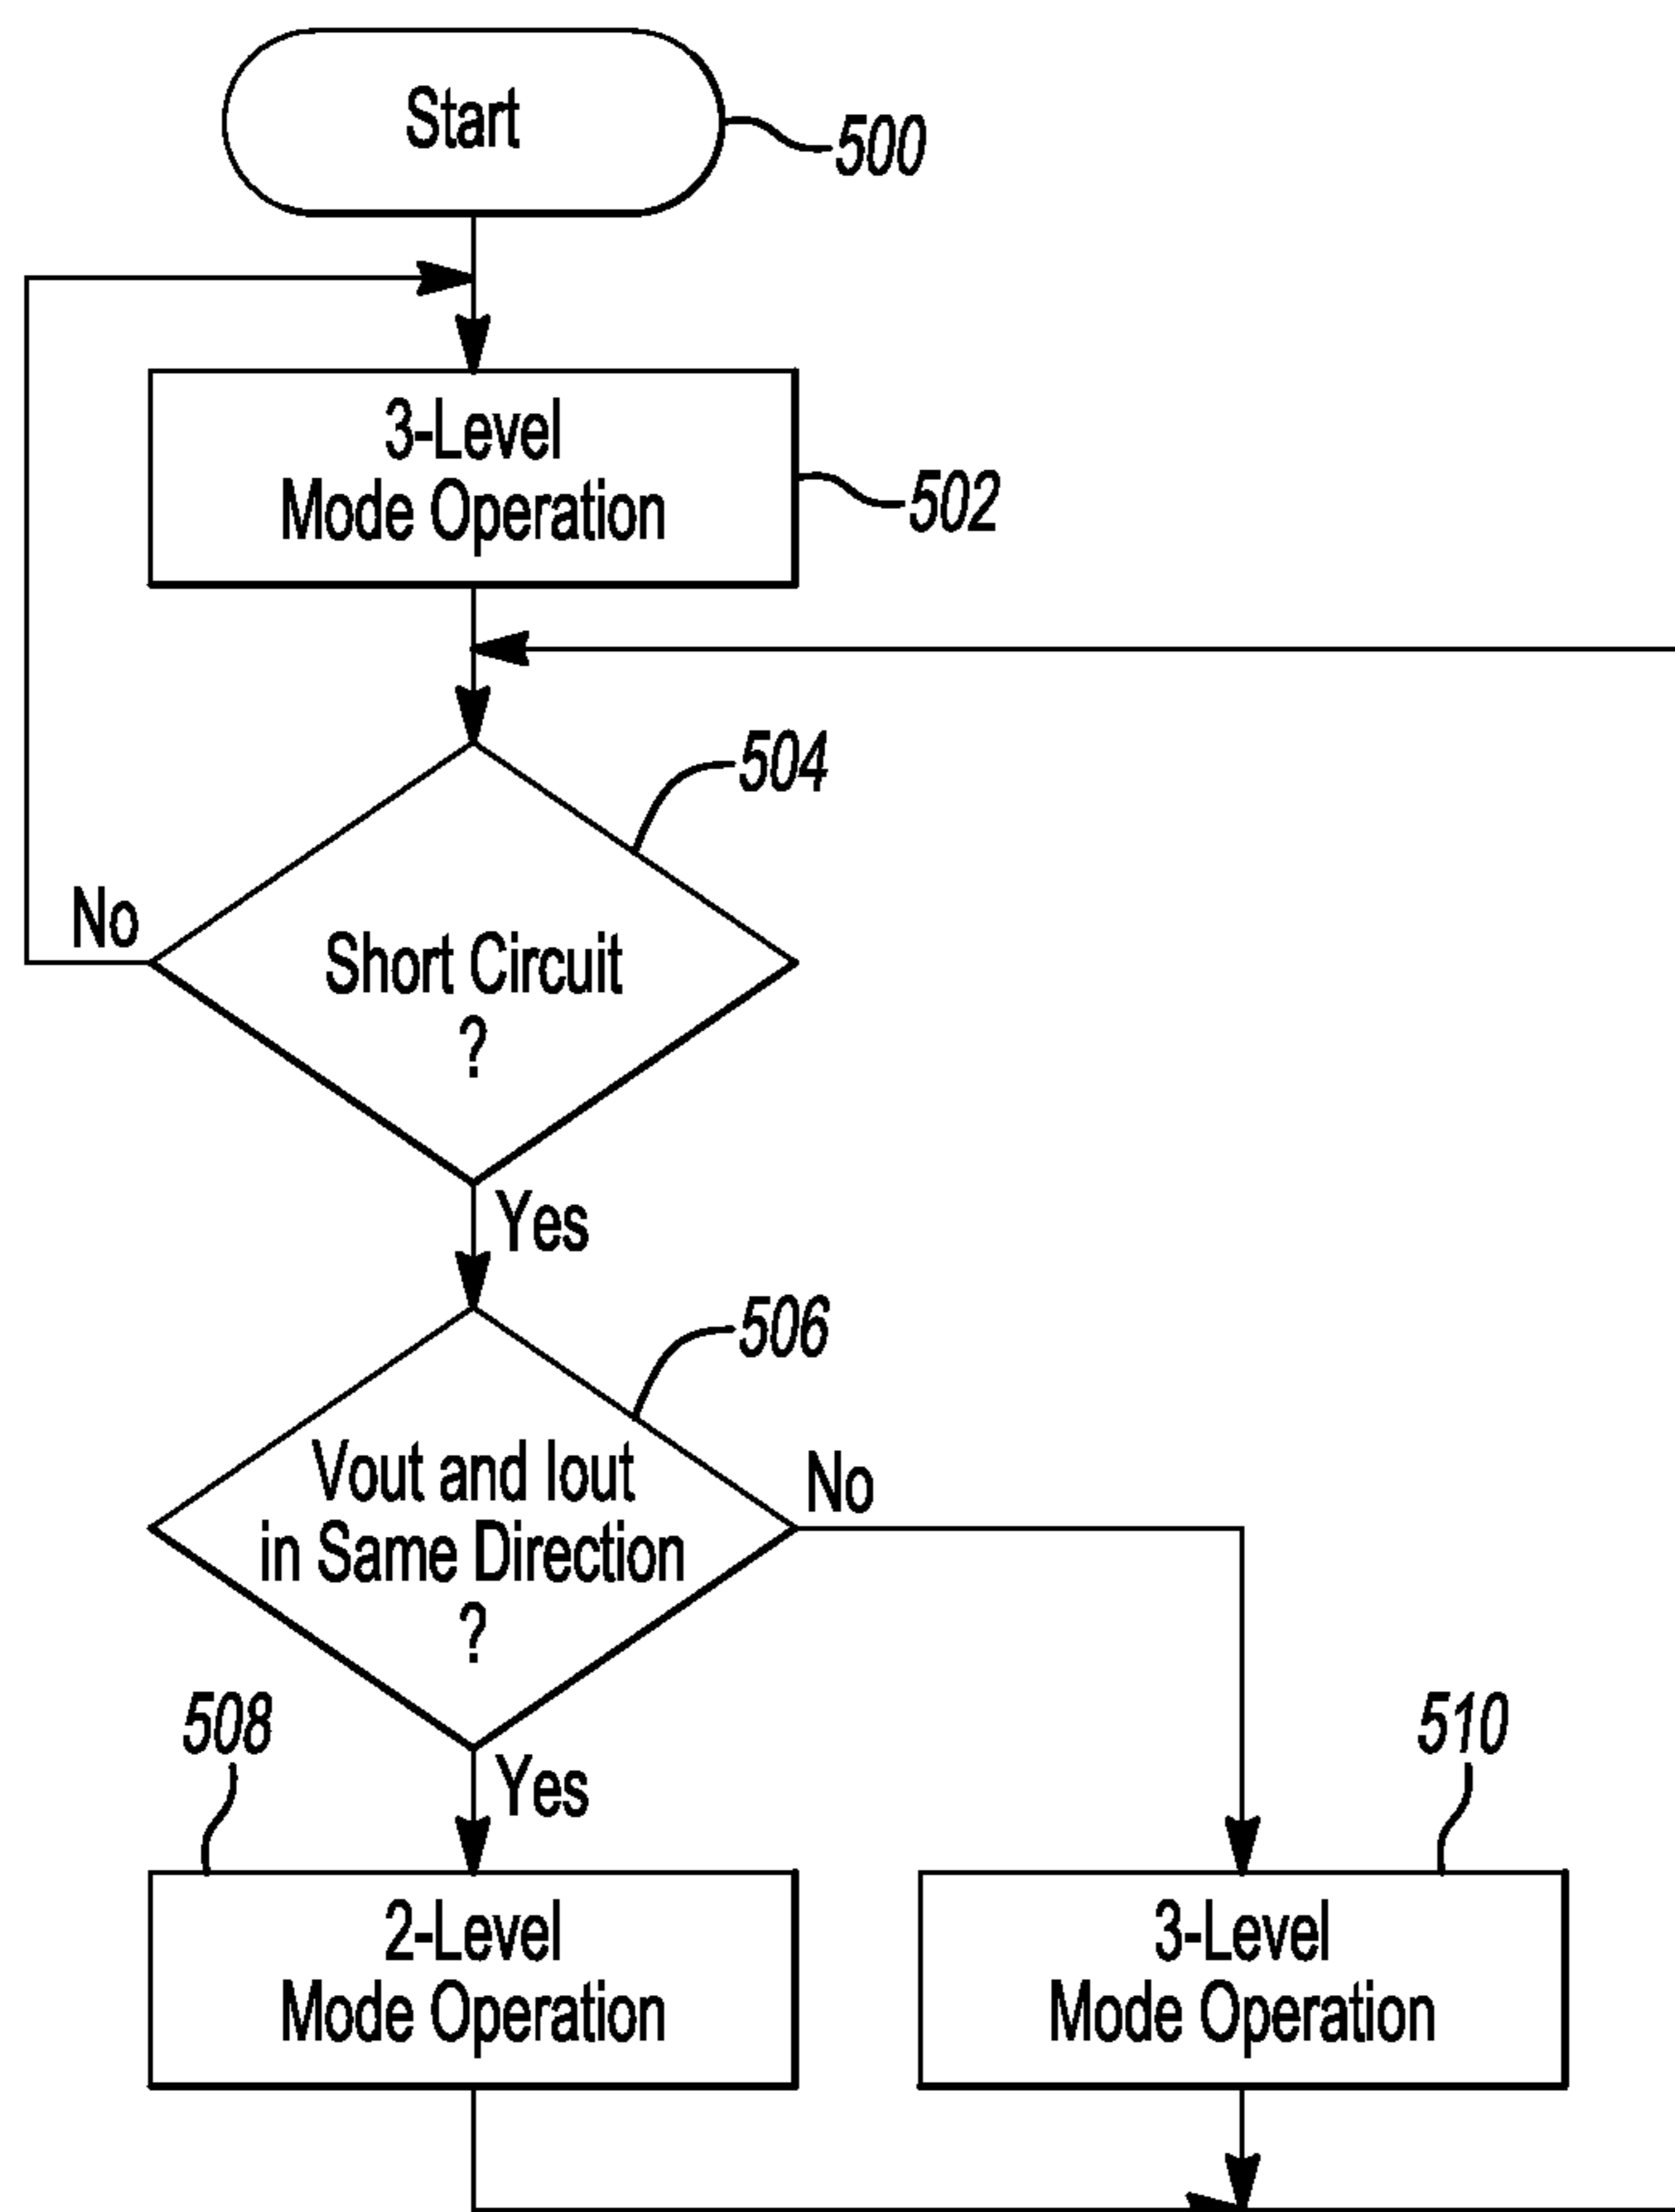 Start
500
3-Level
Mode Operation
502
504
No
Short Circuit
?
Yes
506
Vout and Iout
in Same Direction
?
No
508
510
Yes
2-Level
Mode Operation
3-Level
Mode Operation